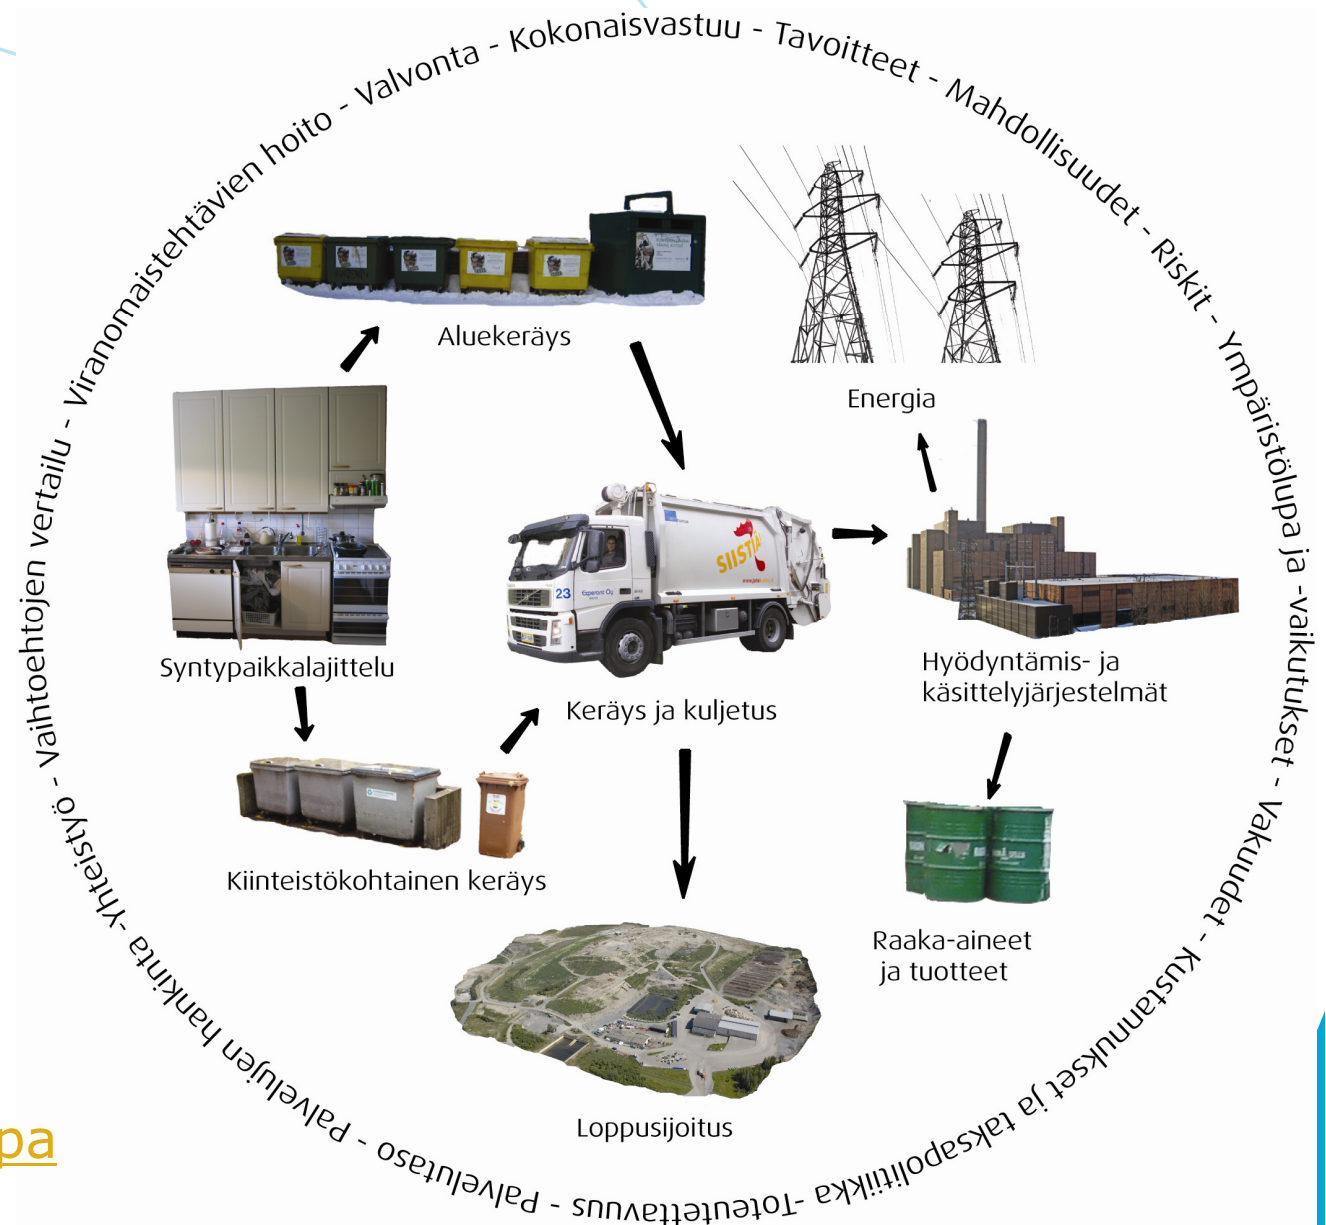 Vaihtoehtojen vertailu - Viranomaistehtävien hoito - Valvonta - Kokonaisvastuu - Tavoitteet - Mahdollisuudet - Riskit - Ympäristölupa ja -vaikutukset - Vakuudet - Kustannukset ja taksapolitiikka -Toteutettavuus - Palvelutaso - Palvelujen hankinta -Yhteistyö -
Aluekeräys
Energia
SIISTIÄ
23
Syntypaikkalajittelu
Keräys ja kuljetus
Hyödyntämis- ja
käsittelyjärjestelmät
Kiinteistökohtainen keräys
Raaka-aineet
ja tuotteet
Loppusijoitus
pa